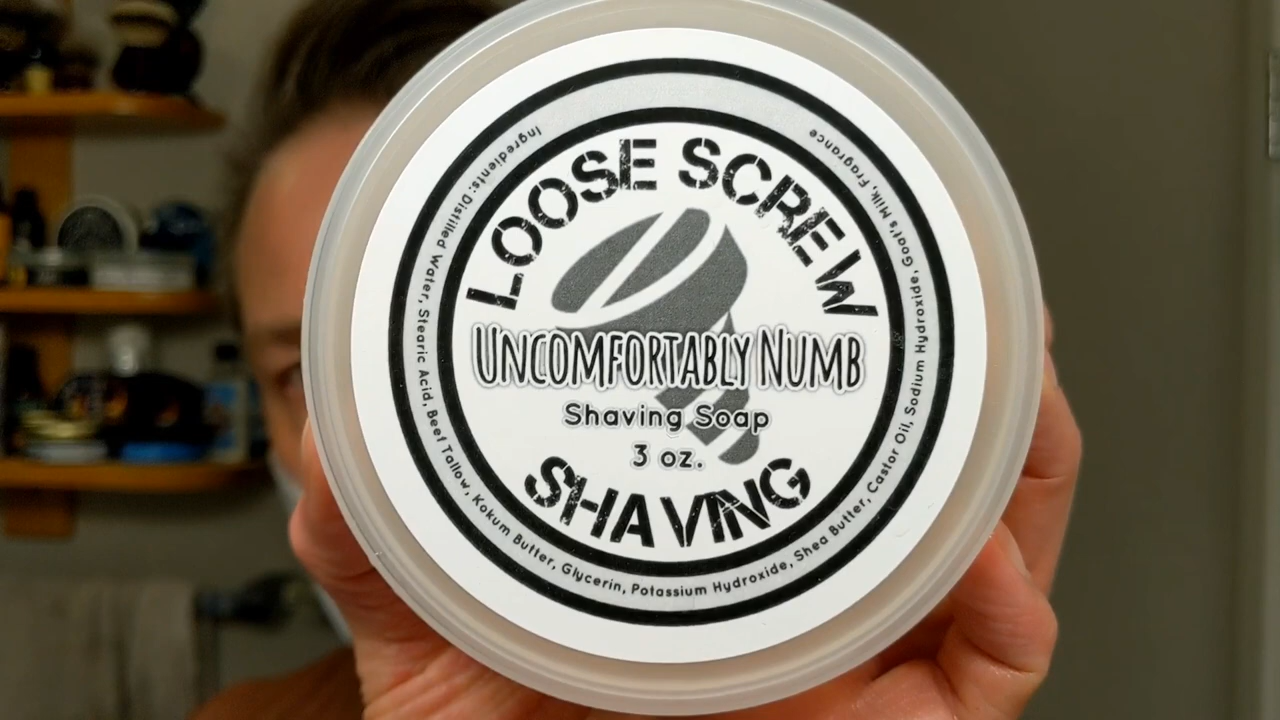 LOOSE SCREW
UNCOMFORTABLY NUMB
Shaving Soap
3 oz.
SHAVING
Ingredients: Distilled Water, Stearic Acid, Beef Tallow, Kokum Butter, Glycerin, Potassium Hydroxide, Shea Butter, Castor Oil, Sodium Hydroxide, Goat's Milk, Fragrance